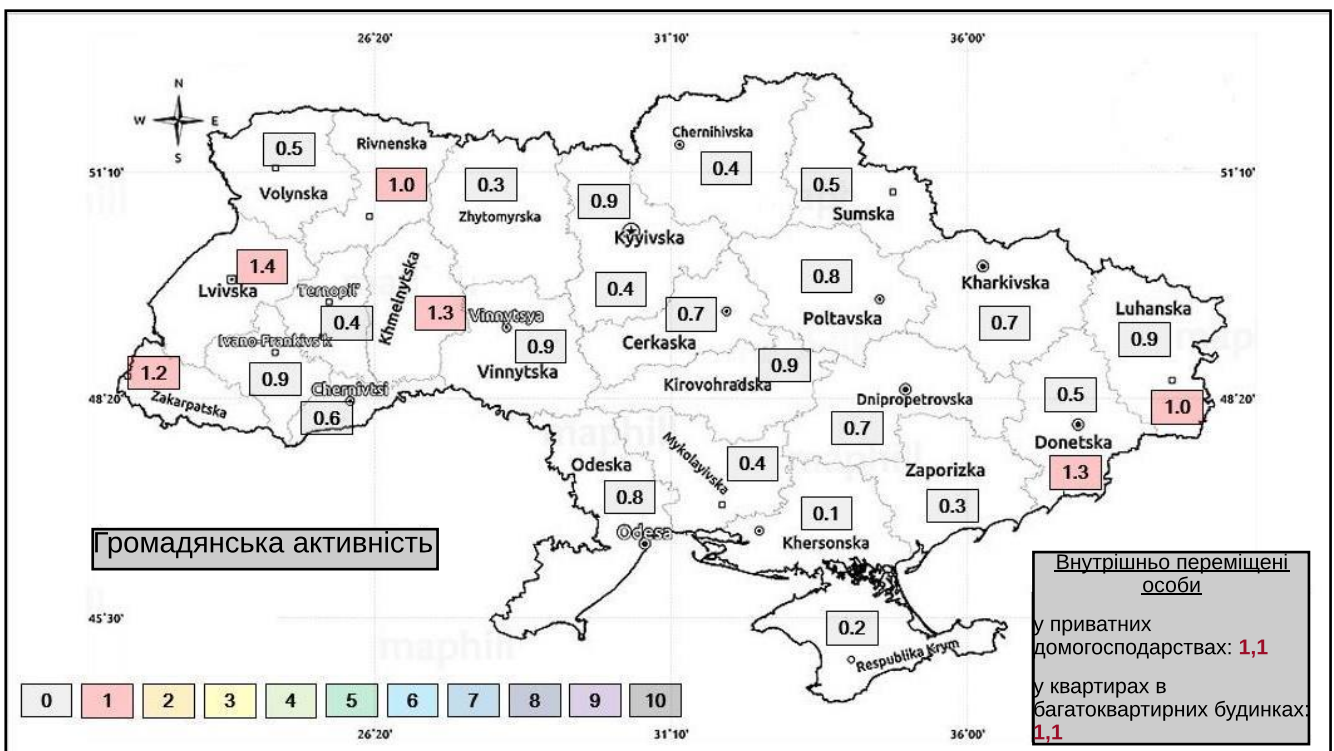 26°20' 31°10' 36°00'
N
W E
S
51°10' 51°10'
Chernihivska
0.4
Rivnenska
1.0
0.5
Volynska
0.3
Zhytomyrska
0.9
Kyyivska
0.5
Sumska
1.4
Lvivska
Ternopil'
0.4
Khmelnytska
1.3
Vinnytsya
0.9
Vinnytska
0.4
0.7
Cerkaska
0.8
Poltavska
Kharkivska
0.7
Luhanska
0.9
Ivano-Frankivs'k
0.9
1.2
Zakarpatska
Chernivtsi
0.6
0.9
Kirovohradska
Dnipropetrovska
0.7
0.5
Donetska
1.3
1.0
48°20' 48°20'
Odeska
0.8
Odesa
Mykolayivska
0.4
Zaporizka
0.3
0.1
Khersonska
Громадянська активність
45°30'
0.2
Respublika Krym
maphill
maphill
maphill
Внутрішньо переміщені
особи
у приватних
домогосподарствах: 1,1
у квартирах в
багатоквартирних будинках:
1,1
0 1 2 3 4 5 6 7 8 9 10
26°20' 31°10' 36°00'